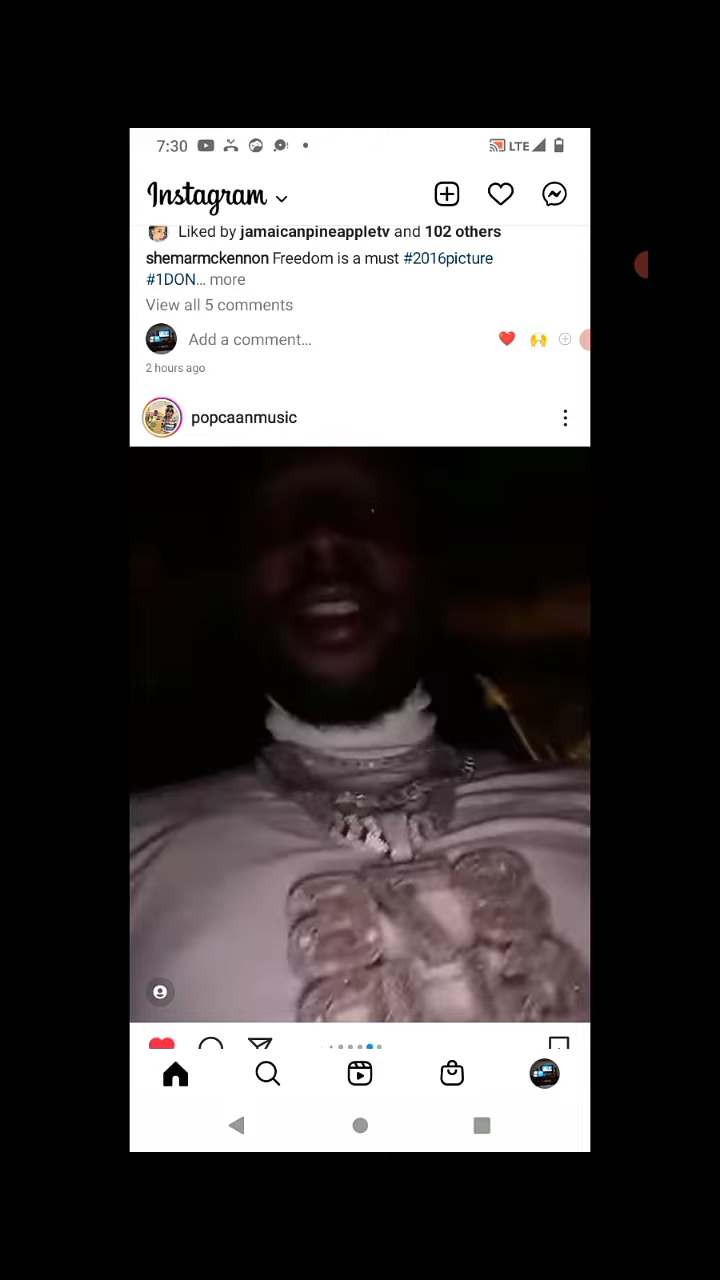 7:30
LTE
Instagram
Liked by jamaicanpineappletv and 102 others
shemarmckennon Freedom is a must #2016picture
#1DON... more
View all 5 comments
Add a comment...
2 hours ago
popcaanmusic